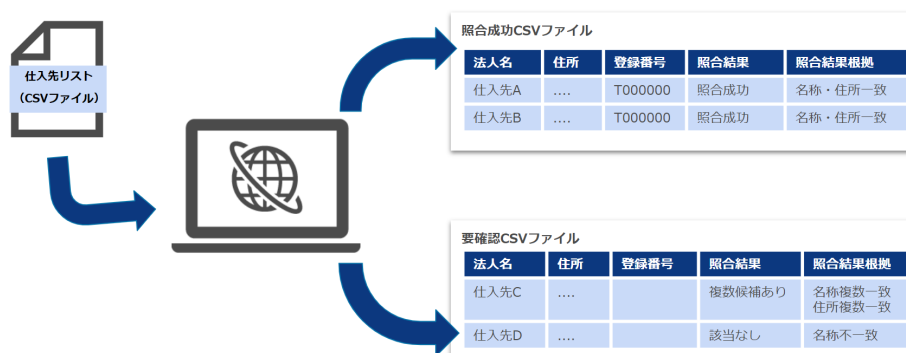 仕入先リスト
（CSVファイル）
照合成功CSVファイル
法人名 住所 登録番号 照合結果 照合結果根拠
仕入先A .... T000000 照合成功 名称・住所一致
仕入先B .... T000000 照合成功 名称・住所一致
要確認CSVファイル
法人名 住所 登録番号 照合結果 照合結果根拠
仕入先C .... 複数候補あり 名称複数一致
住所複数一致
仕入先D .... 該当なし 名称不一致